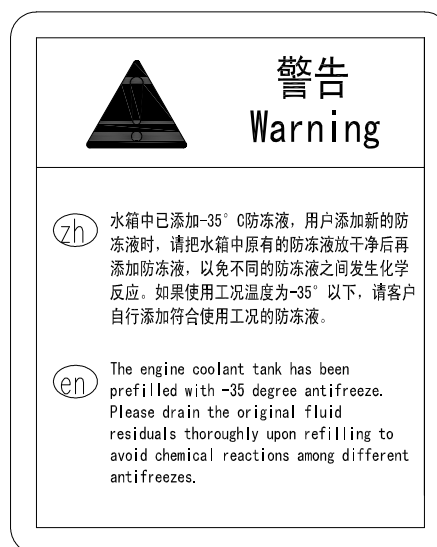 警告
Warning
zh
水箱中已添加-35°C防冻液，用户添加新的防
冻液时，请把水箱中原有的防冻液放干净后再
添加防冻液，以免不同的防冻液之间发生化学
反应。如果使用工况温度为-35°以下，请客户
自行添加符合使用工况的防冻液。
en
The engine coolant tank has been
prefilled with -35 degree antifreeze.
Please drain the original fluid
residuals thoroughly upon refilling to
avoid chemical reactions among different
antifreezes.